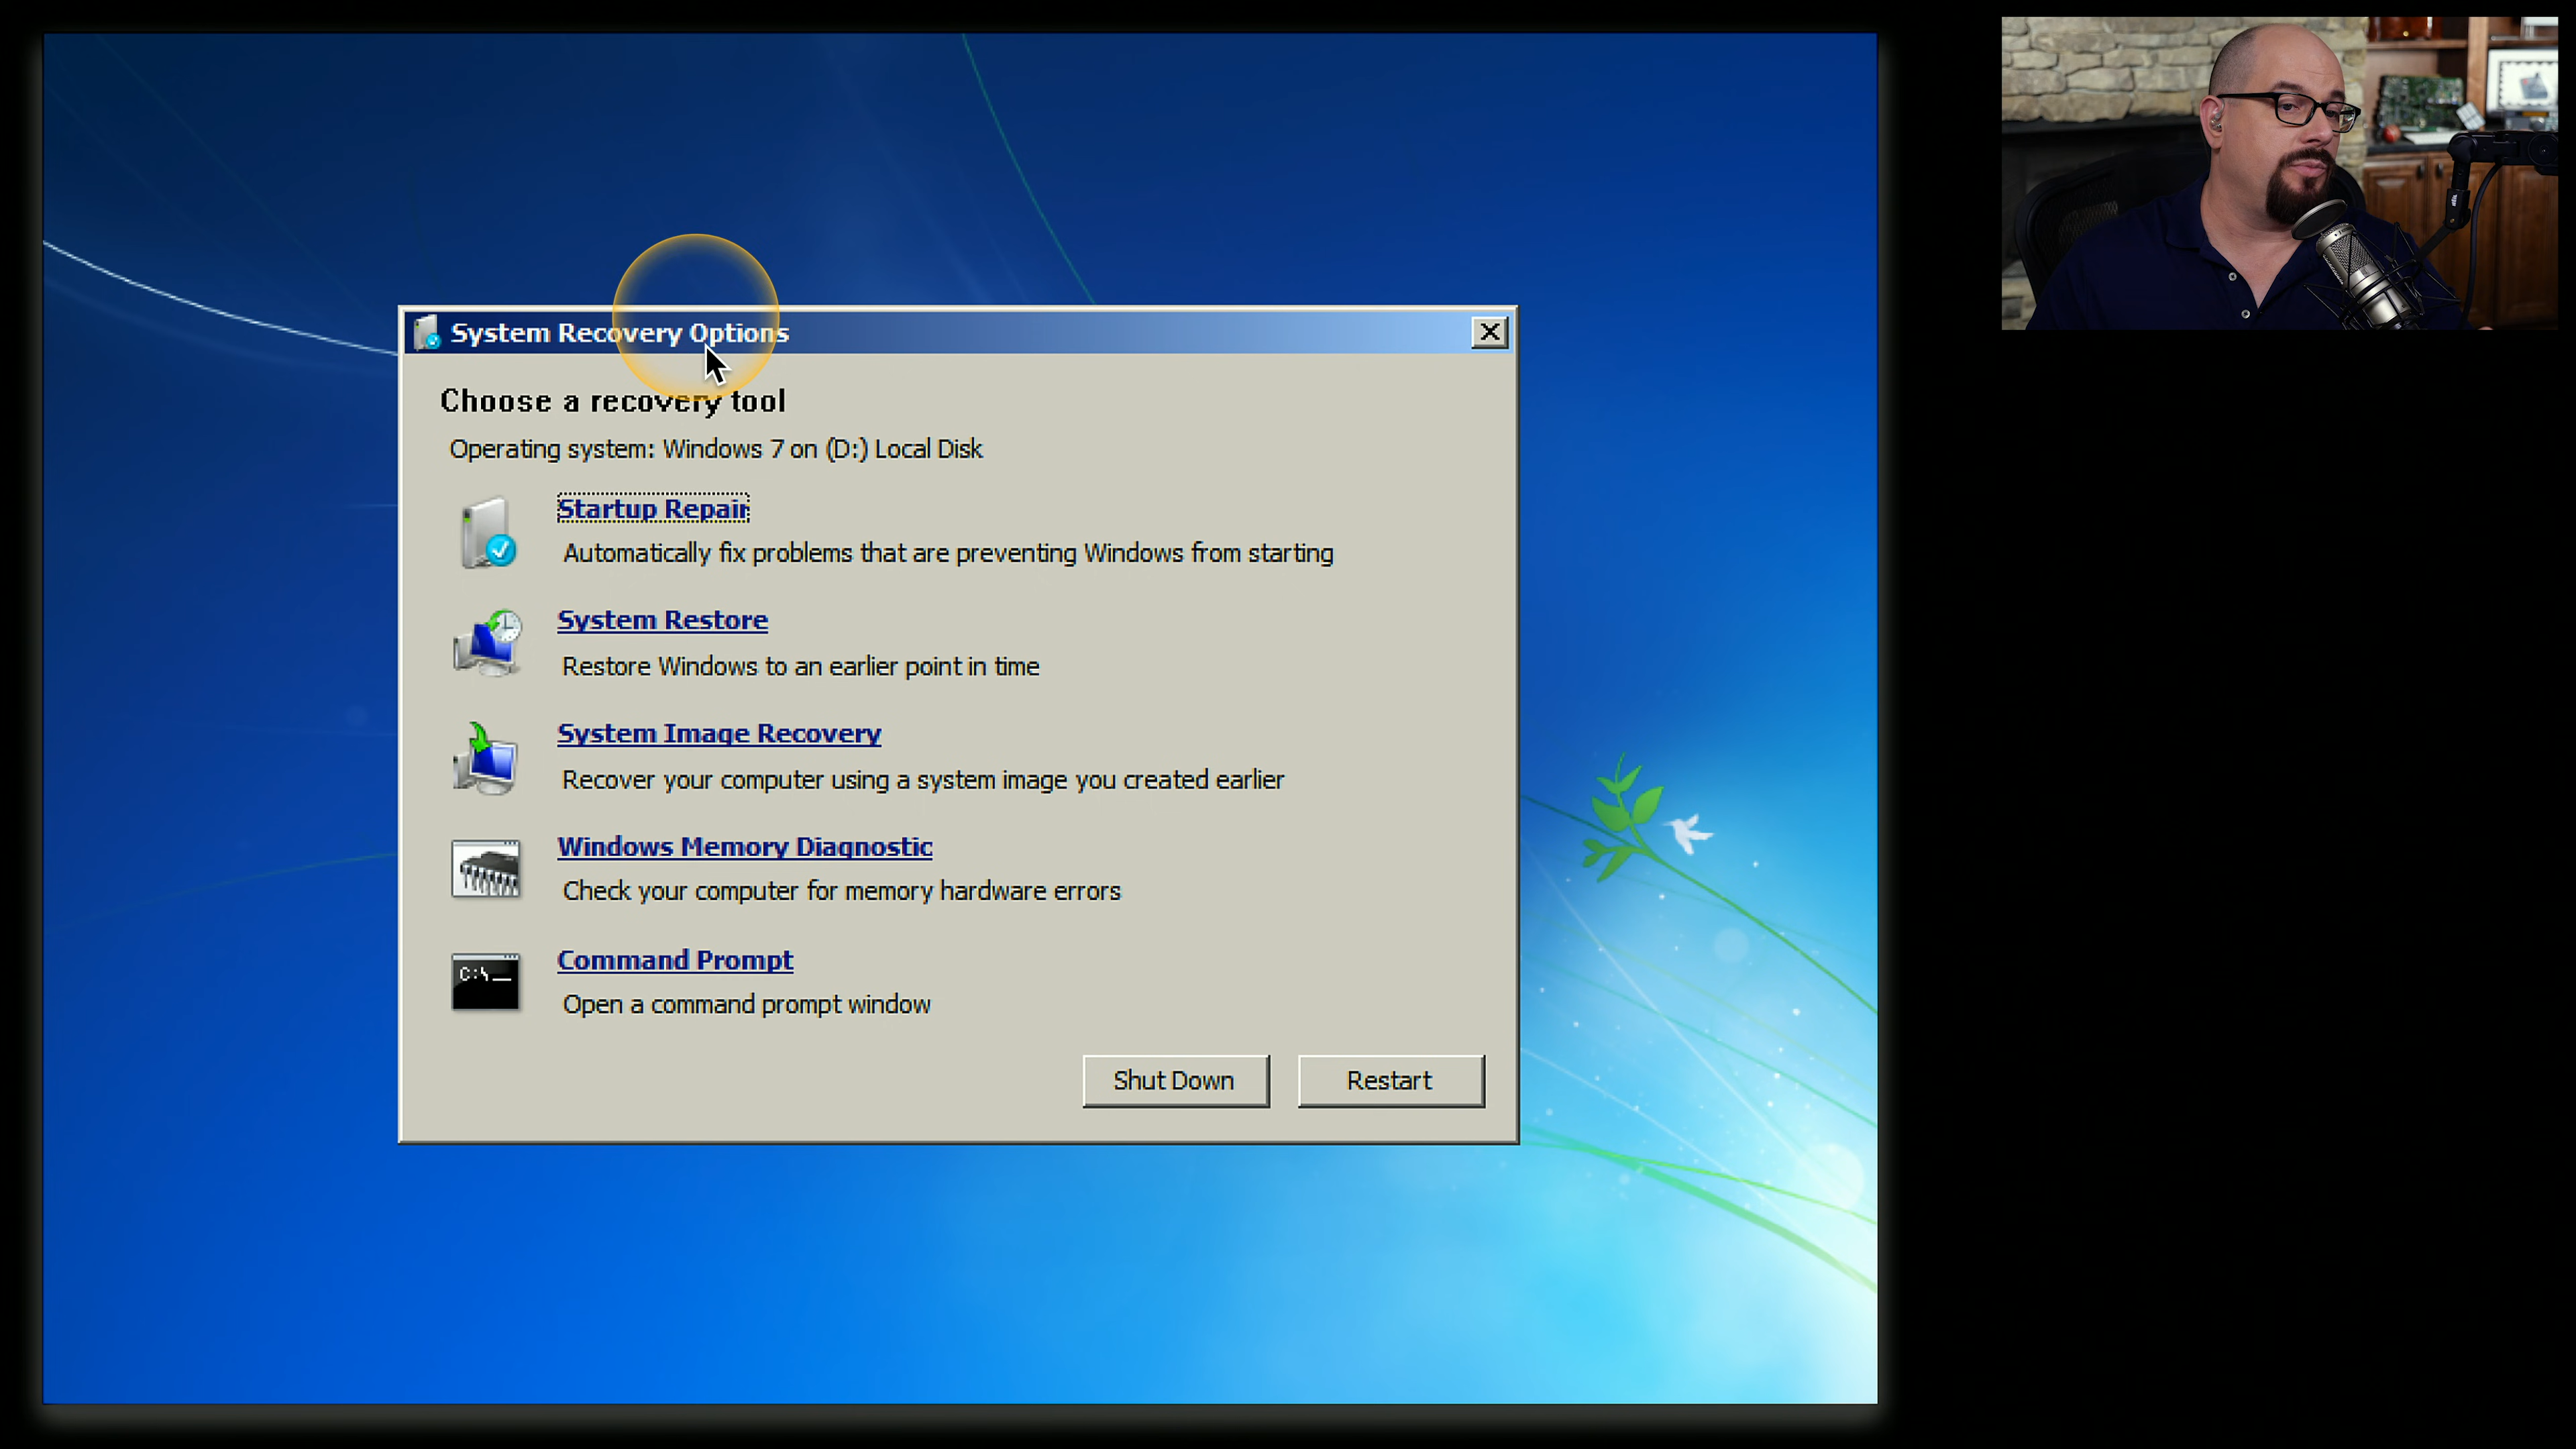 System Recovery Options
Choose a recovery tool
Operating system: Windows 7 on (D:) Local Disk
Startup Repair
Automatically fix problems that are preventing Windows from starting
System Restore
Restore Windows to an earlier point in time
System Image Recovery
Recover your computer using a system image you created earlier
Windows Memory Diagnostic
Check your computer for memory hardware errors
C:\_
Command Prompt
Open a command prompt window
Shut Down
Restart